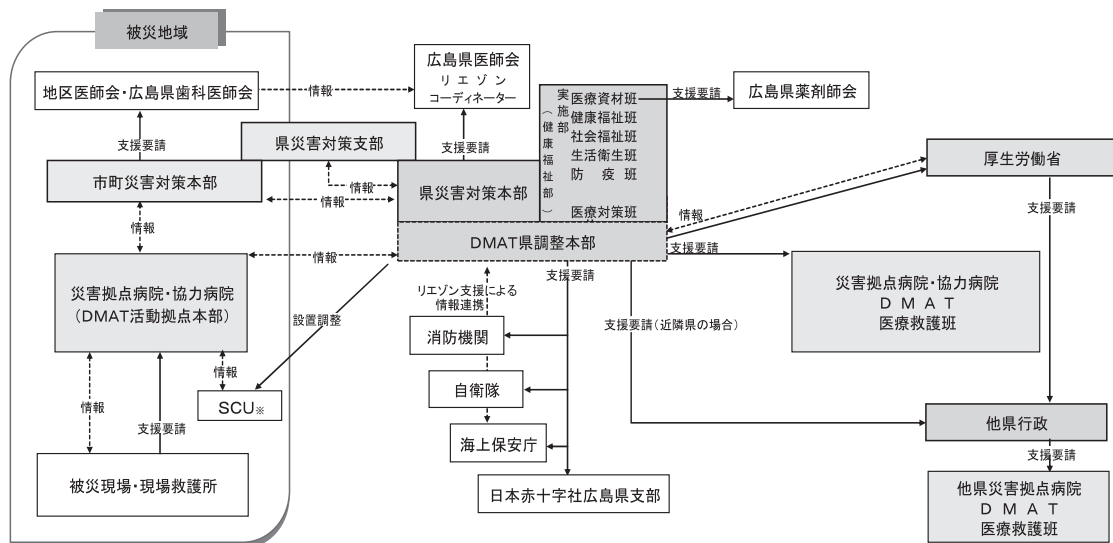 被災地域
地区医師会・広島県歯科医師会
情報
広島県医師会
リエゾン
コーディネーター
実施部
（健康福祉部）
医療資材班
健康福祉班
社会福祉班
生活衛生班
防疫班
医療対策班
支援要請
広島県薬剤師会
支援要請
県災害対策支部
支援要請
市町災害対策本部
情報
情報
県災害対策本部
厚生労働省
情報
支援要請
DMAT県調整本部
情報
情報
支援要請
支援要請
災害拠点病院・協力病院
（DMAT活動拠点本部）
設置調整
リエゾン支援による
情報連携
消防機関
支援要請（近隣県の場合）
災害拠点病院・協力病院
DMAT
医療救護班
情報
情報
支援要請
SCU※
自衛隊
海上保安庁
他県行政
支援要請
被災現場・現場救護所
日本赤十字社広島県支部
他県災害拠点病院
DMAT
医療救護班